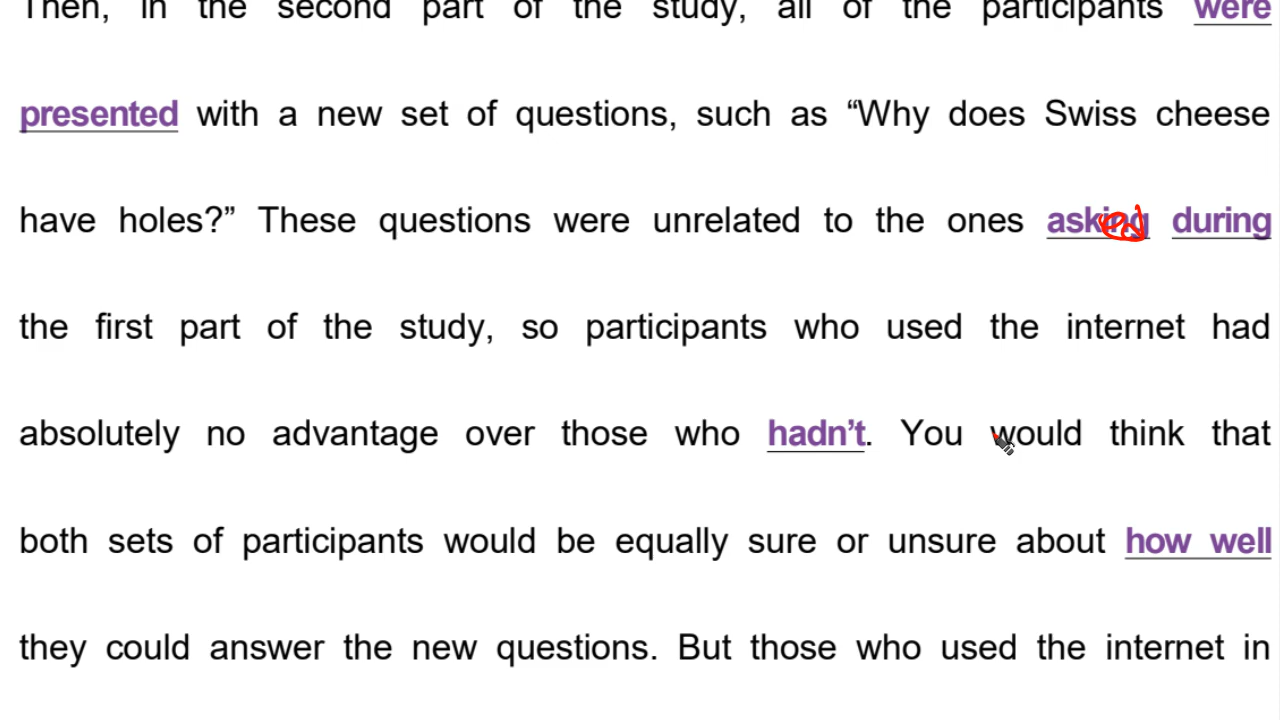 Then, in the second part of the study, all of the participants were
presented with a new set of questions, such as “Why does Swiss cheese
have holes?” These questions were unrelated to the ones asking ed during
the first part of the study, so participants who used the internet had
absolutely no advantage over those who hadn’t. You would think that
both sets of participants would be equally sure or unsure about how well
they could answer the new questions. But those who used the internet in